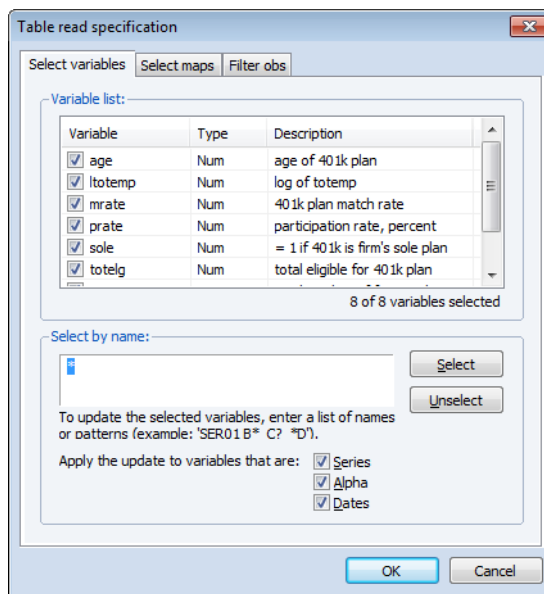 Table read specification
Select variables Select maps Filter obs
Variable list:
Variable Type Description
age Num age of 401k plan
ltotemp Num log of totemp
mrate Num 401k plan match rate
prate Num participation rate, percent
sole Num = 1 if 401k is firm's sole plan
totelg Num total eligible for 401k plan
8 of 8 variables selected
Select by name:
*
Select
Unselect
To update the selected variables, enter a list of names
or patterns (example: 'SER01 B* C? *D').
Apply the update to variables that are: Series
Alpha
Dates
OK Cancel